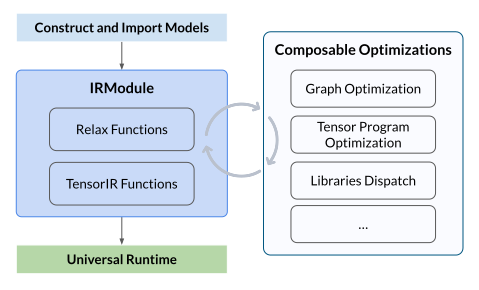 Construct and Import Models
IRModule
Relax Functions
TensorIR Functions
Universal Runtime
Composable Optimizations
Graph Optimization
Tensor Program
Optimization
Libraries Dispatch
...